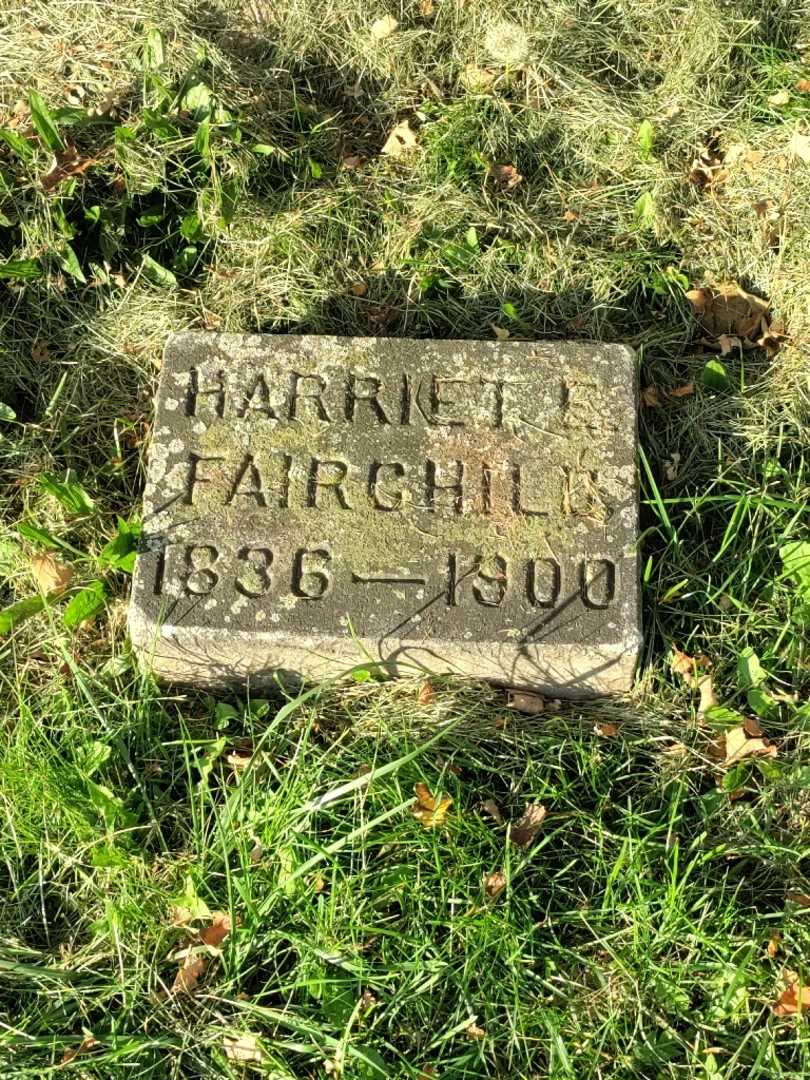 HARRIET E.
FAIRCHILD
1836 — 1900